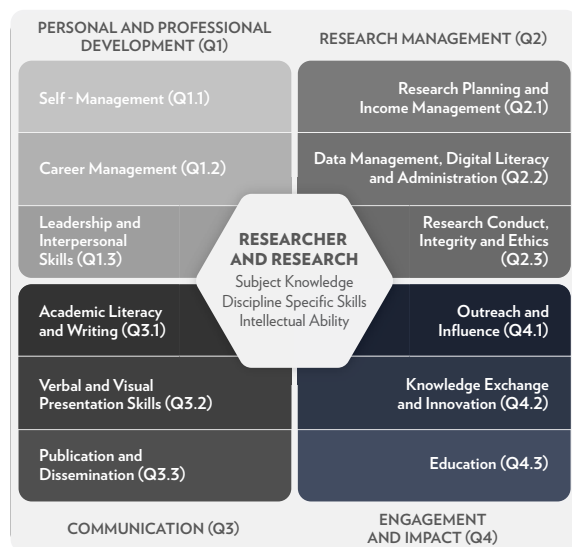 PERSONAL AND PROFESSIONAL
DEVELOPMENT (Q1)
RESEARCH MANAGEMENT (Q2)
Self - Management (Q1.1)
Career Management (Q1.2)
Leadership and
Interpersonal
Skills (Q1.3)
Research Planning and
Income Management (Q2.1)
Data Management, Digital Literacy
and Administration (Q2.2)
Research Conduct,
Integrity and Ethics
(Q2.3)
RESEARCHER
AND RESEARCH
Subject Knowledge
Discipline Specific Skills
Intellectual Ability
Academic Literacy
and Writing (Q3.1)
Verbal and Visual
Presentation Skills (Q3.2)
Publication and
Dissemination (Q3.3)
Outreach and
Influence (Q4.1)
Knowledge Exchange
and Innovation (Q4.2)
Education (Q4.3)
COMMUNICATION (Q3)
ENGAGEMENT
AND IMPACT (Q4)